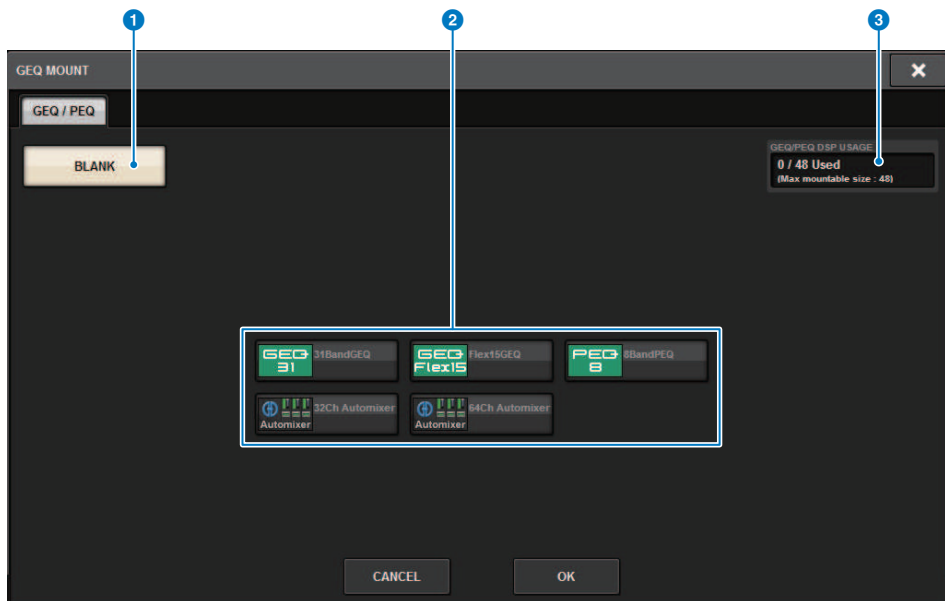 1 2 3
GEQ MOUNT
GEQ / PEQ
BLANK
GEQ/PEQ DSP USAGE
0 / 48 Used
(Max mountable size : 48)
GEQ 31 31BandGEQ
GEQ Flex15 Flex15GEQ
PEQ 8 8BandPEQ
Automixer 32Ch Automixer
Automixer 64Ch Automixer
CANCEL OK